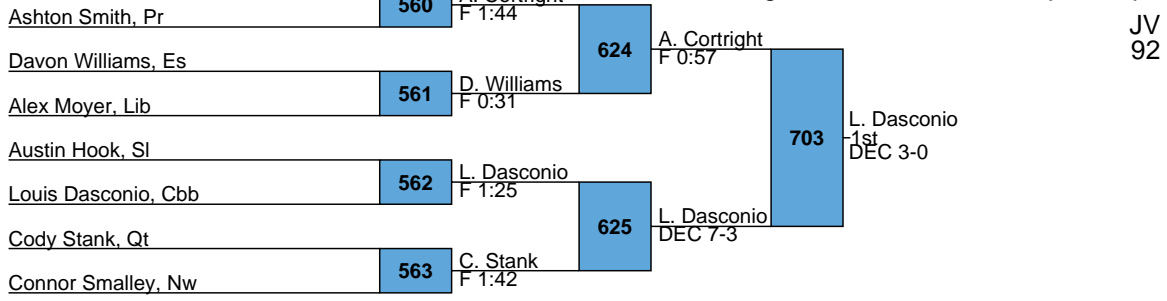 560
F 1:44
Ashton Smith, Pr
JV
92
Davon Williams, Es
624
A. Cortright
F 0:57
561
D. Williams
F 0:31
Alex Moyer, Lib
703
L. Dasconio
1st
DEC 3-0
Austin Hook, Sl
562
L. Dasconio
F 1:25
Louis Dasconio, Cbb
625
L. Dasconio
DEC 7-3
Cody Stank, Qt
563
C. Stank
F 1:42
Connor Smalley, Nw